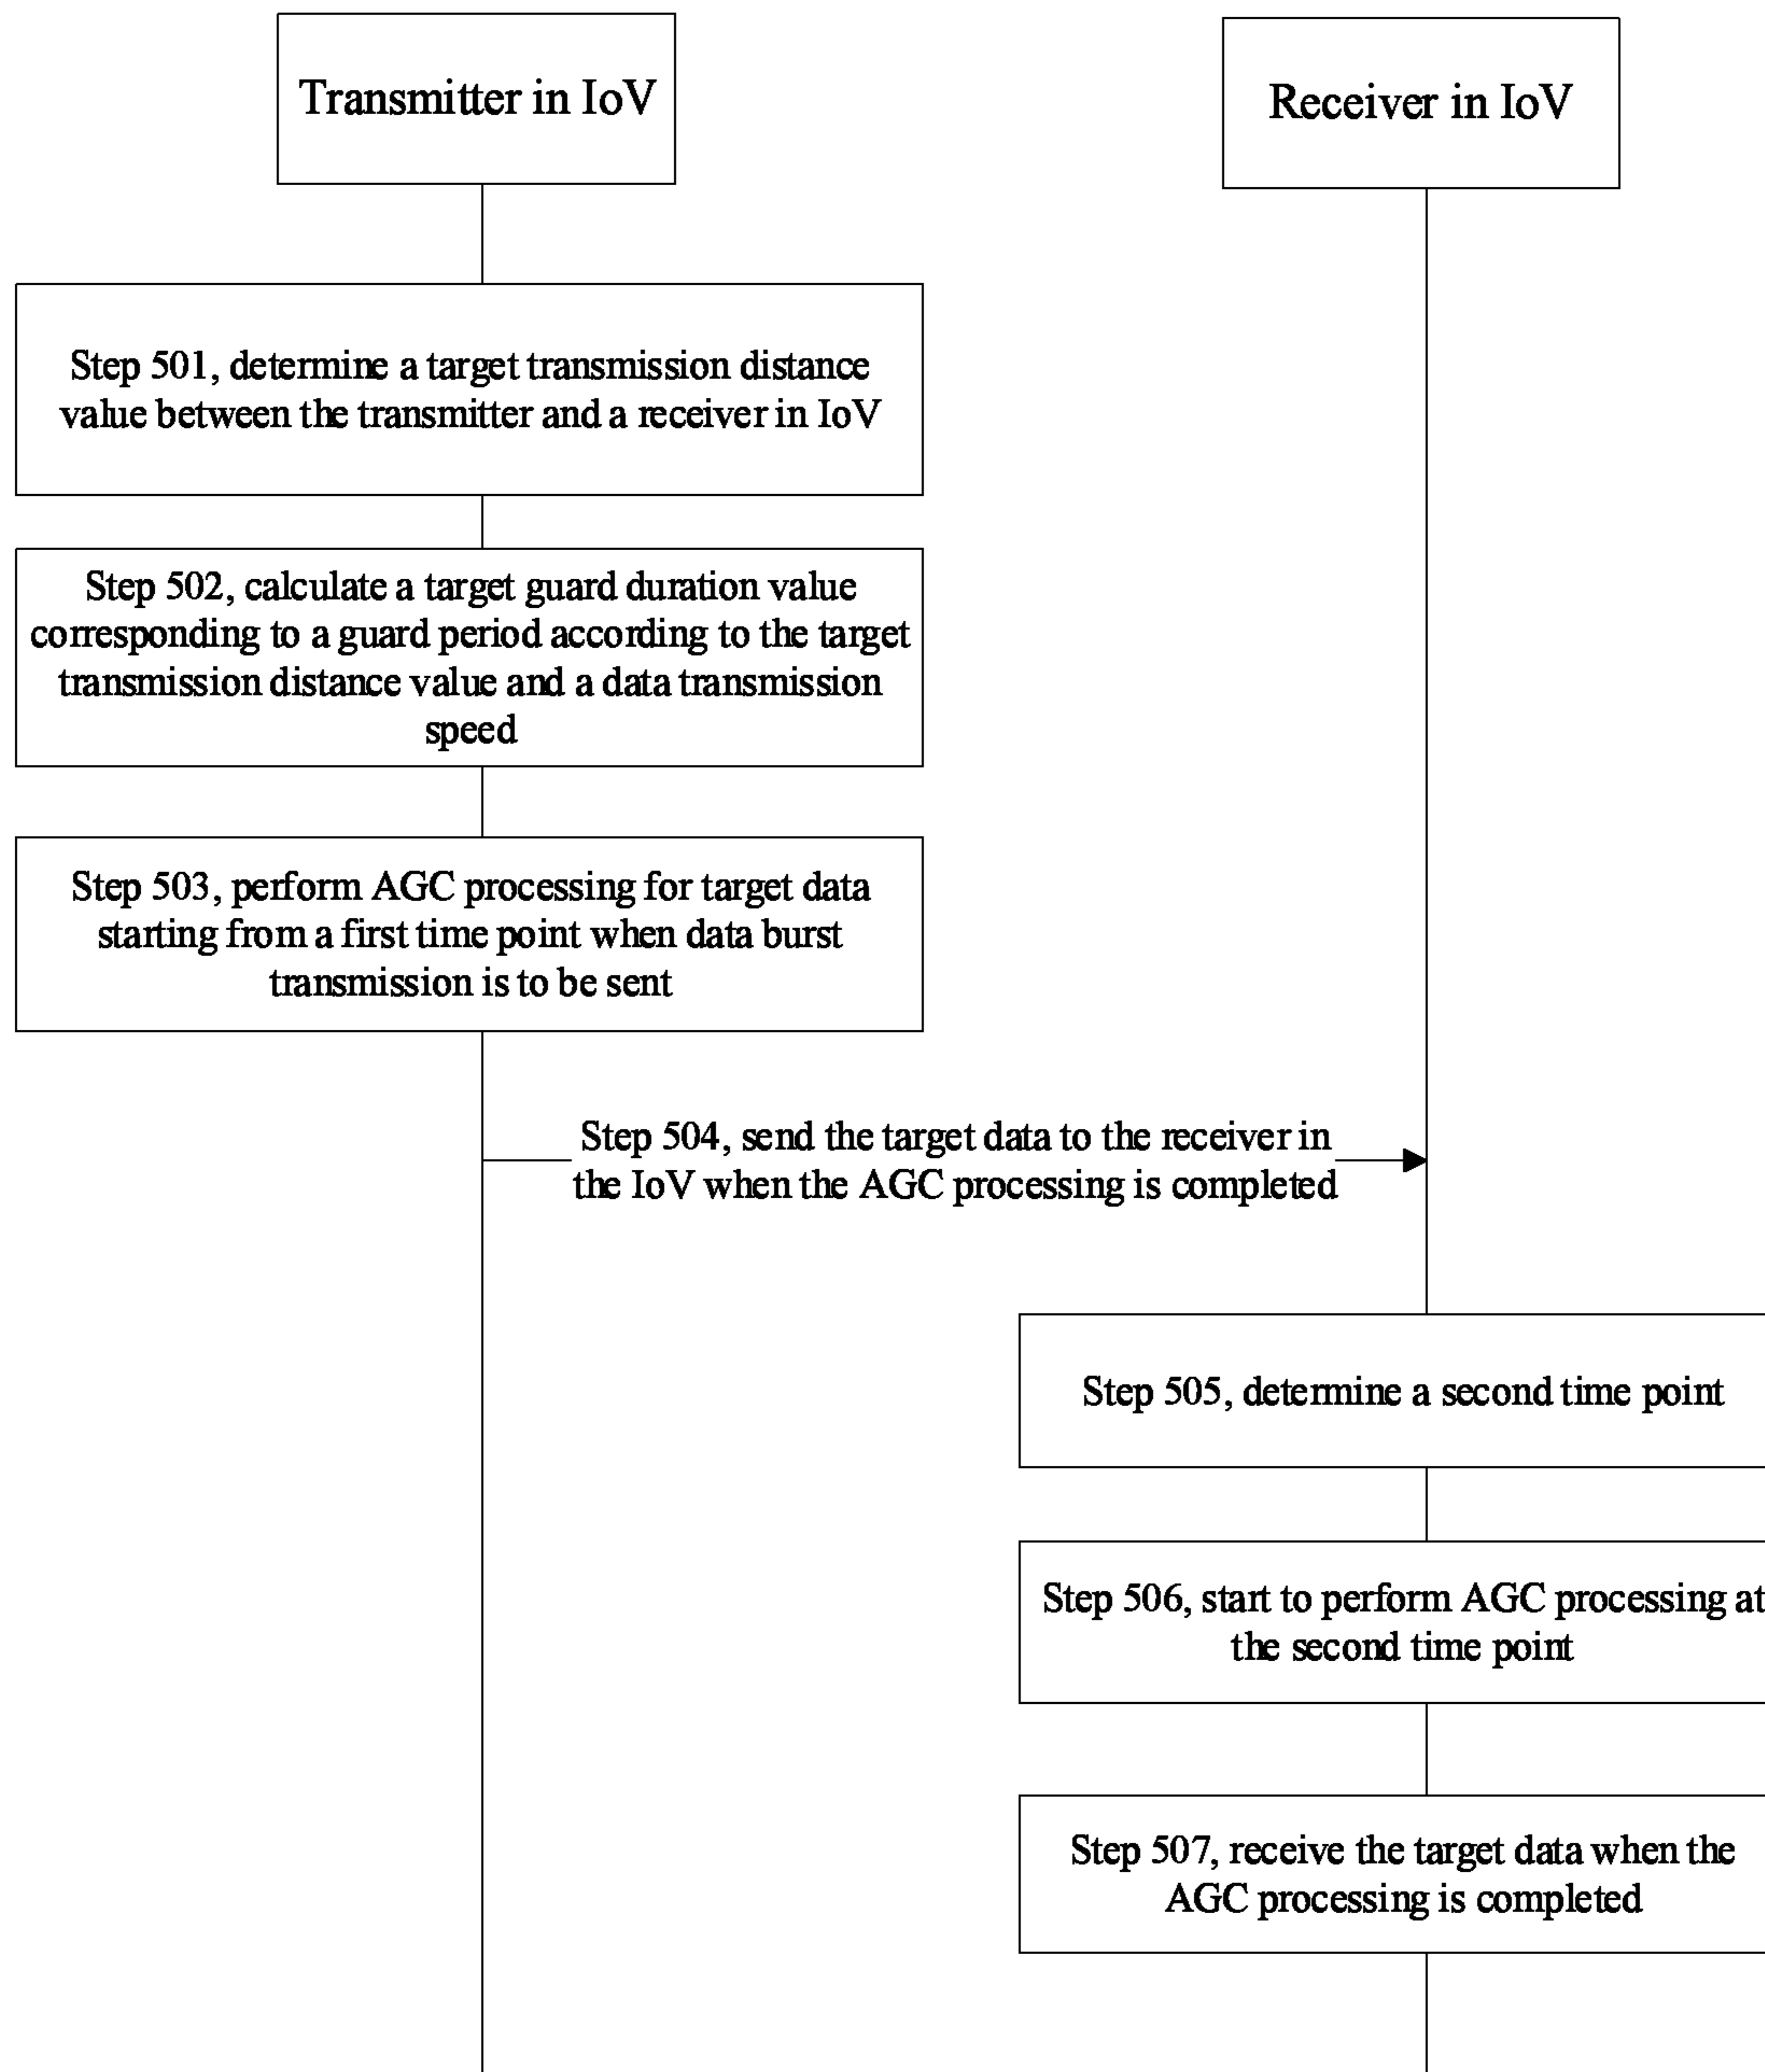 Transmitter in IoV
Receiver in IoV
Step 501, determine a target transmission distance
value between the transmitter and a receiver in IoV
Step 502, calculate a target guard duration value
corresponding to a guard period according to the target
transmission distance value and a data transmission
speed
Step 503, perform AGC processing for target data
starting from a first time point when data burst
transmission is to be sent
Step 504, send the target data to the receiver in
the IoV when the AGC processing is completed
Step 505, determine a second time point
Step 506, start to perform AGC processing at
the second time point
Step 507, receive the target data when the
AGC processing is completed